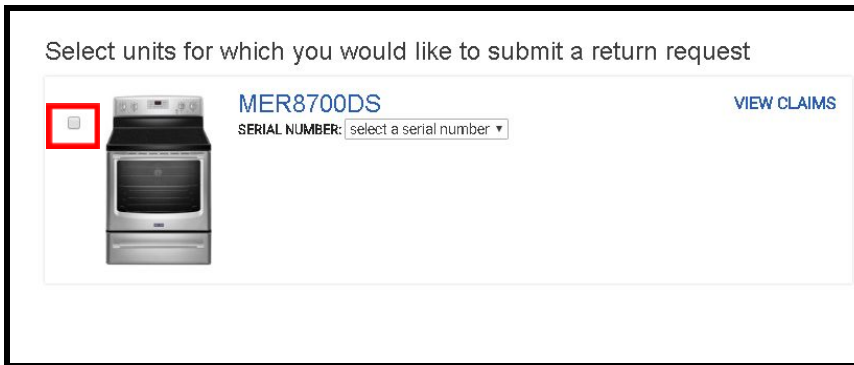 Select units for which you would like to submit a return request
MER8700DS
VIEW CLAIMS
SERIAL NUMBER: select a serial number